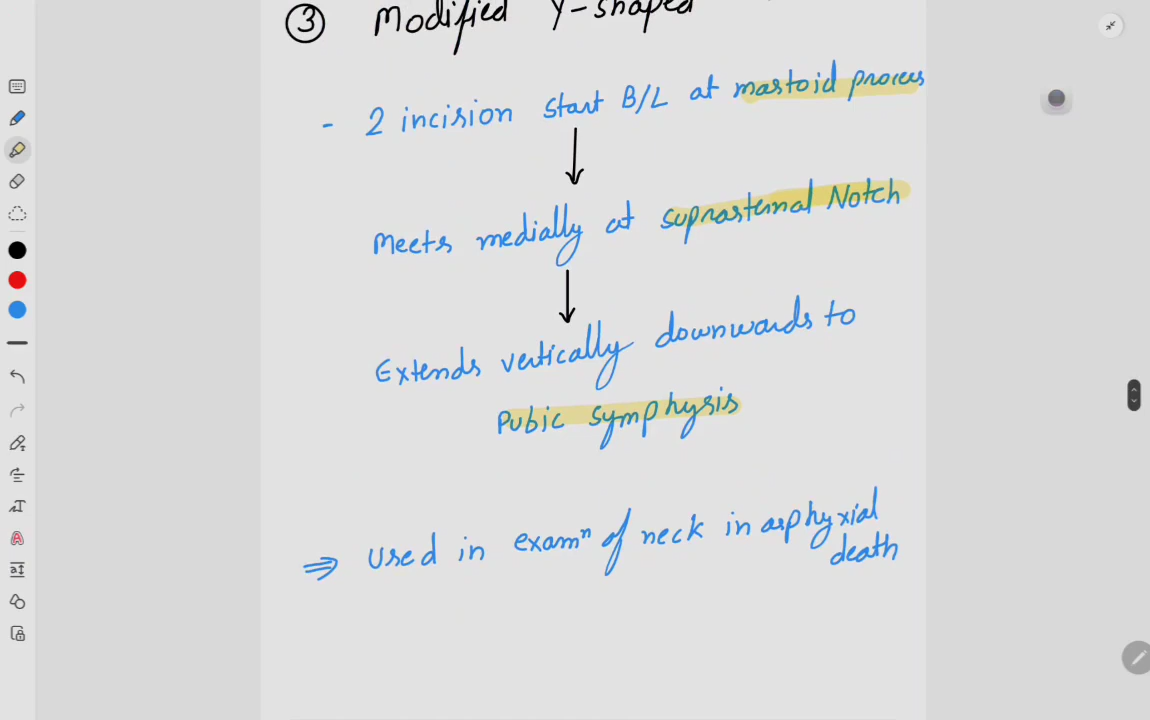 ③ Modified Y-shaped
- 2 incision start B/L at mastoid process
Meets medially at suprasternal Notch
Extends vertically downwards to
Pubic symphysis
⇒ Used in examⁿ of neck in asphyxial
death